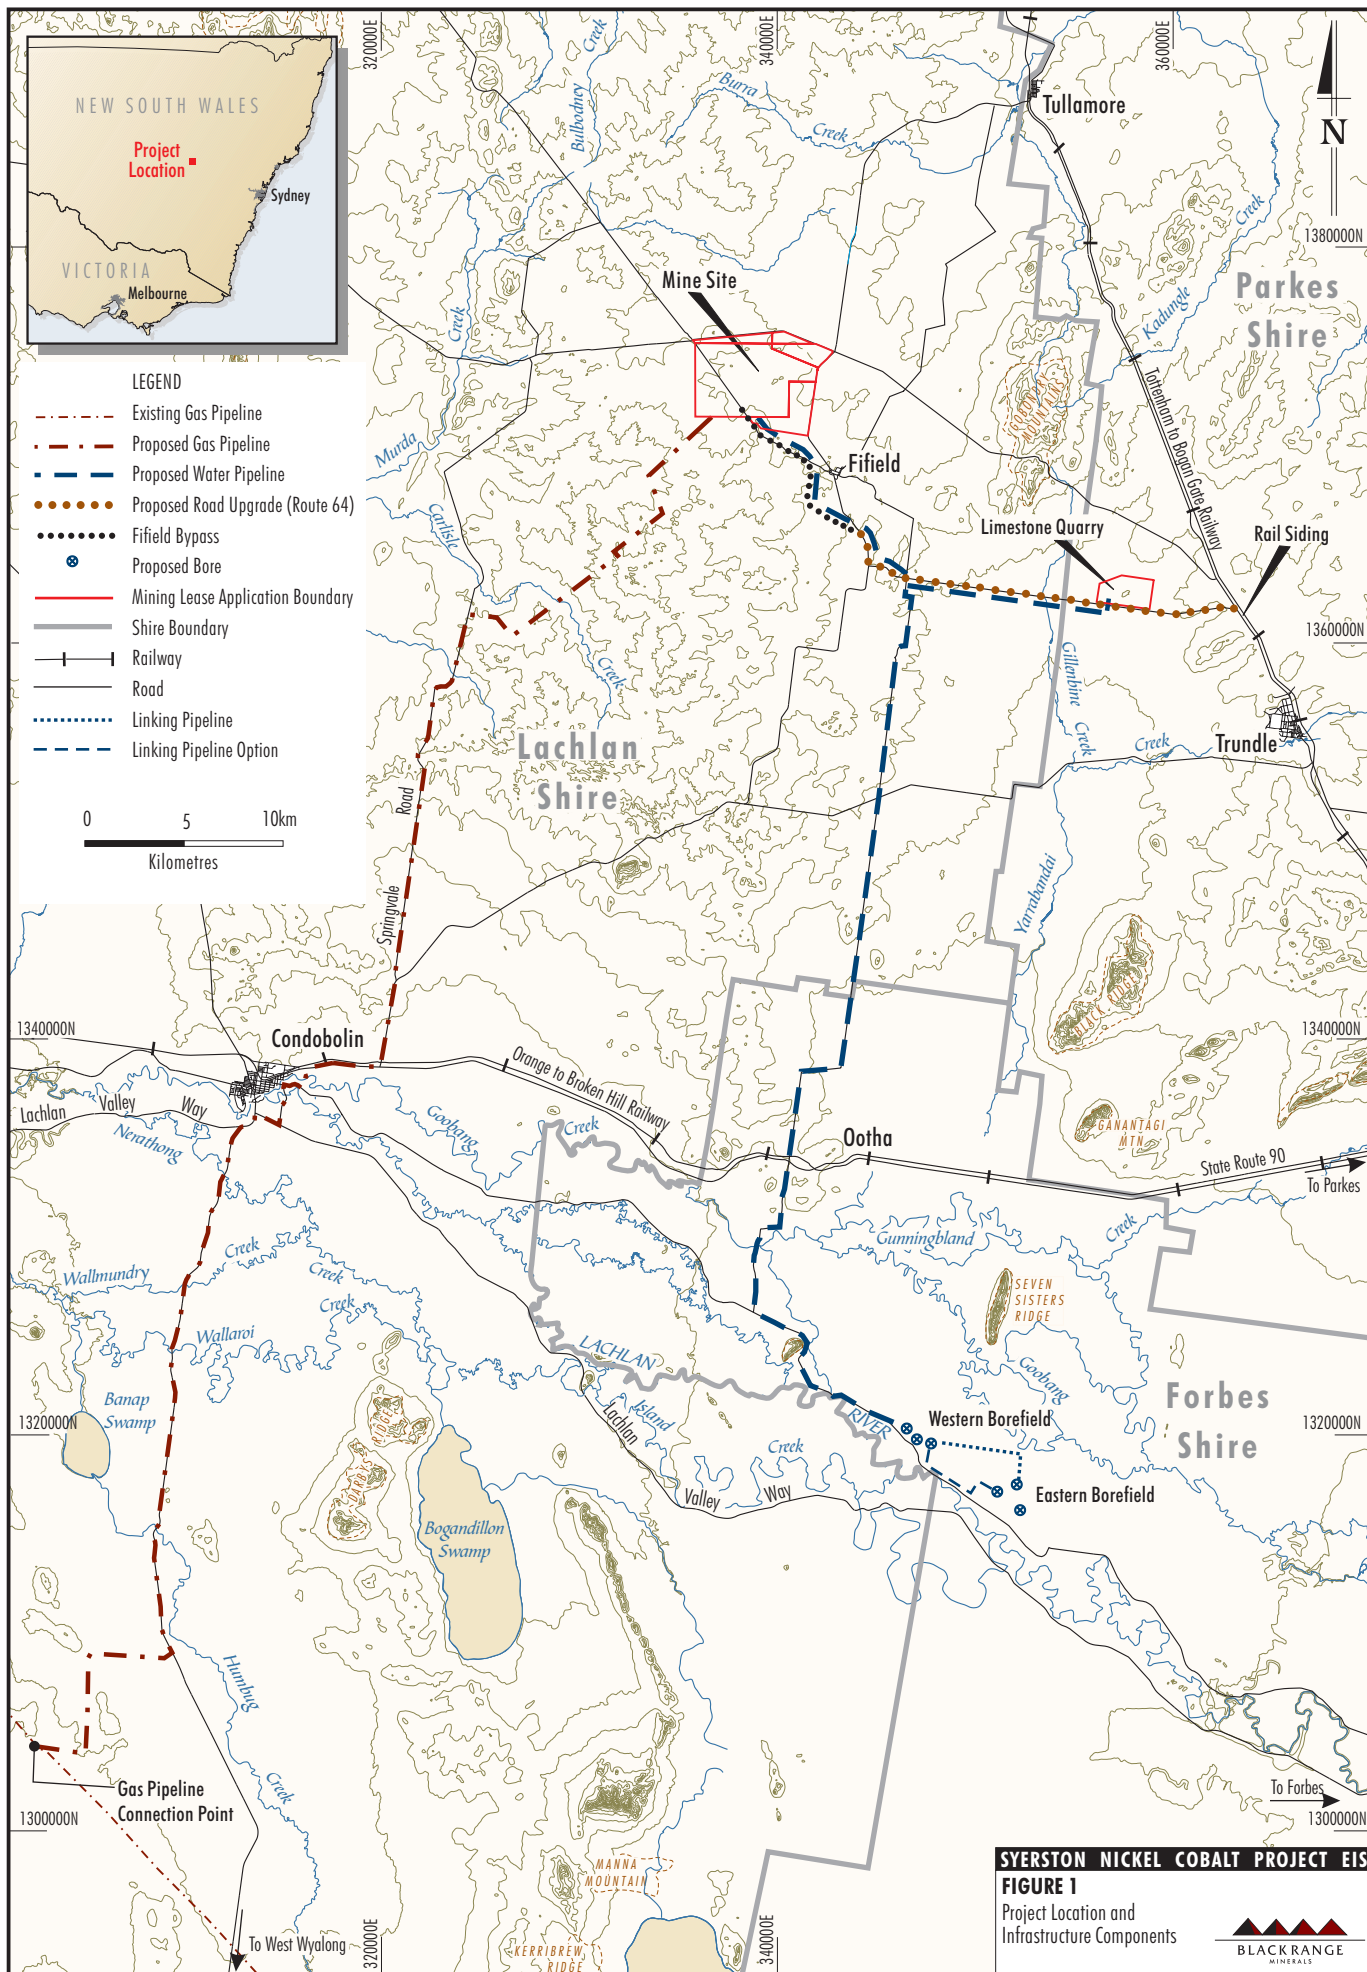 320000E
340000E
360000E
NEW SOUTH WALES
Project
Location
Sydney
VICTORIA
Melbourne
Bulbodney
Creek
Burra
Creek
Tullamore
N
Creek
1380000N
Parkes
Shire
Kadungle
Mine Site
Creek
Murda
GOBONDRY
MOUNTAINS
Tottenham to Bogan Gate Railway
LEGEND
Existing Gas Pipeline
Proposed Gas Pipeline
Proposed Water Pipeline
Proposed Road Upgrade (Route 64)
Fifield Bypass
Proposed Bore
Mining Lease Application Boundary
Shire Boundary
Railway
Road
Linking Pipeline
Linking Pipeline Option
0
5
10km
Kilometres
Fifield
Carlisle
Creek
Limestone Quarry
Rail Siding
1360000N
Gillenbine
Creek
Trundle
Creek
Lachlan
Shire
Road
Springvale
Yarrabandai
BLACK RIDGE
1340000N
1340000N
Condobolin
Orange to Broken Hill Railway
Lachlan
Valley
Way
Nerathong
Goobang
Creek
Ootha
GANANTAGI
MTN
State Route 90
To Parkes
Creek
Gunningbland
Creek
Creek
Creek
Wallmundry
Wallaroi
SEVEN
SISTERS
RIDGE
LACHLAN
RIVER
Goobang
Banap
Swamp
DARBYS
RIDGE
Island
Creek
Lachlan
Valley
Way
Western Borefield
Eastern Borefield
Forbes
Shire
1320000N
1320000N
Bogandillon
Swamp
Humbug
Creek
Gas Pipeline
Connection Point
To Forbes
1300000N
1300000N
MANNA
MOUNTAIN
KERRIBREW
RIDGE
To West Wyalong
320000E
340000E
SYERSTON NICKEL COBALT PROJECT EIS
FIGURE 1
Project Location and
Infrastructure Components
BLACK RANGE
MINERALS